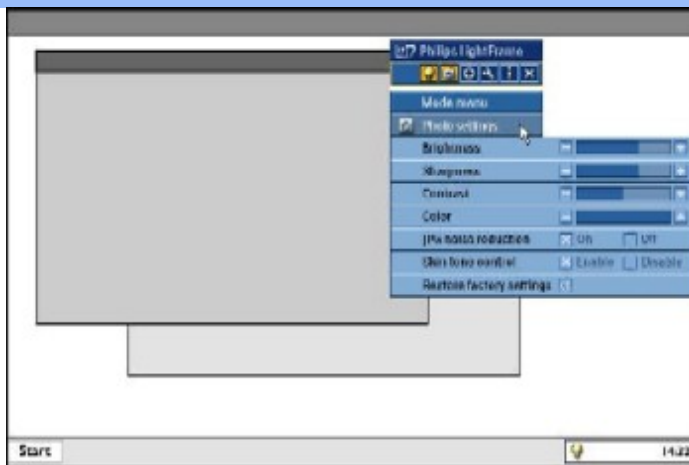 Philips LightFrame
Mode menu
Photo settings
Brightness
Sharpness
Contrast
Color
JPG noise reduction On Off
Skin tone control Enable Disable
Restore factory settings
Start 14:22